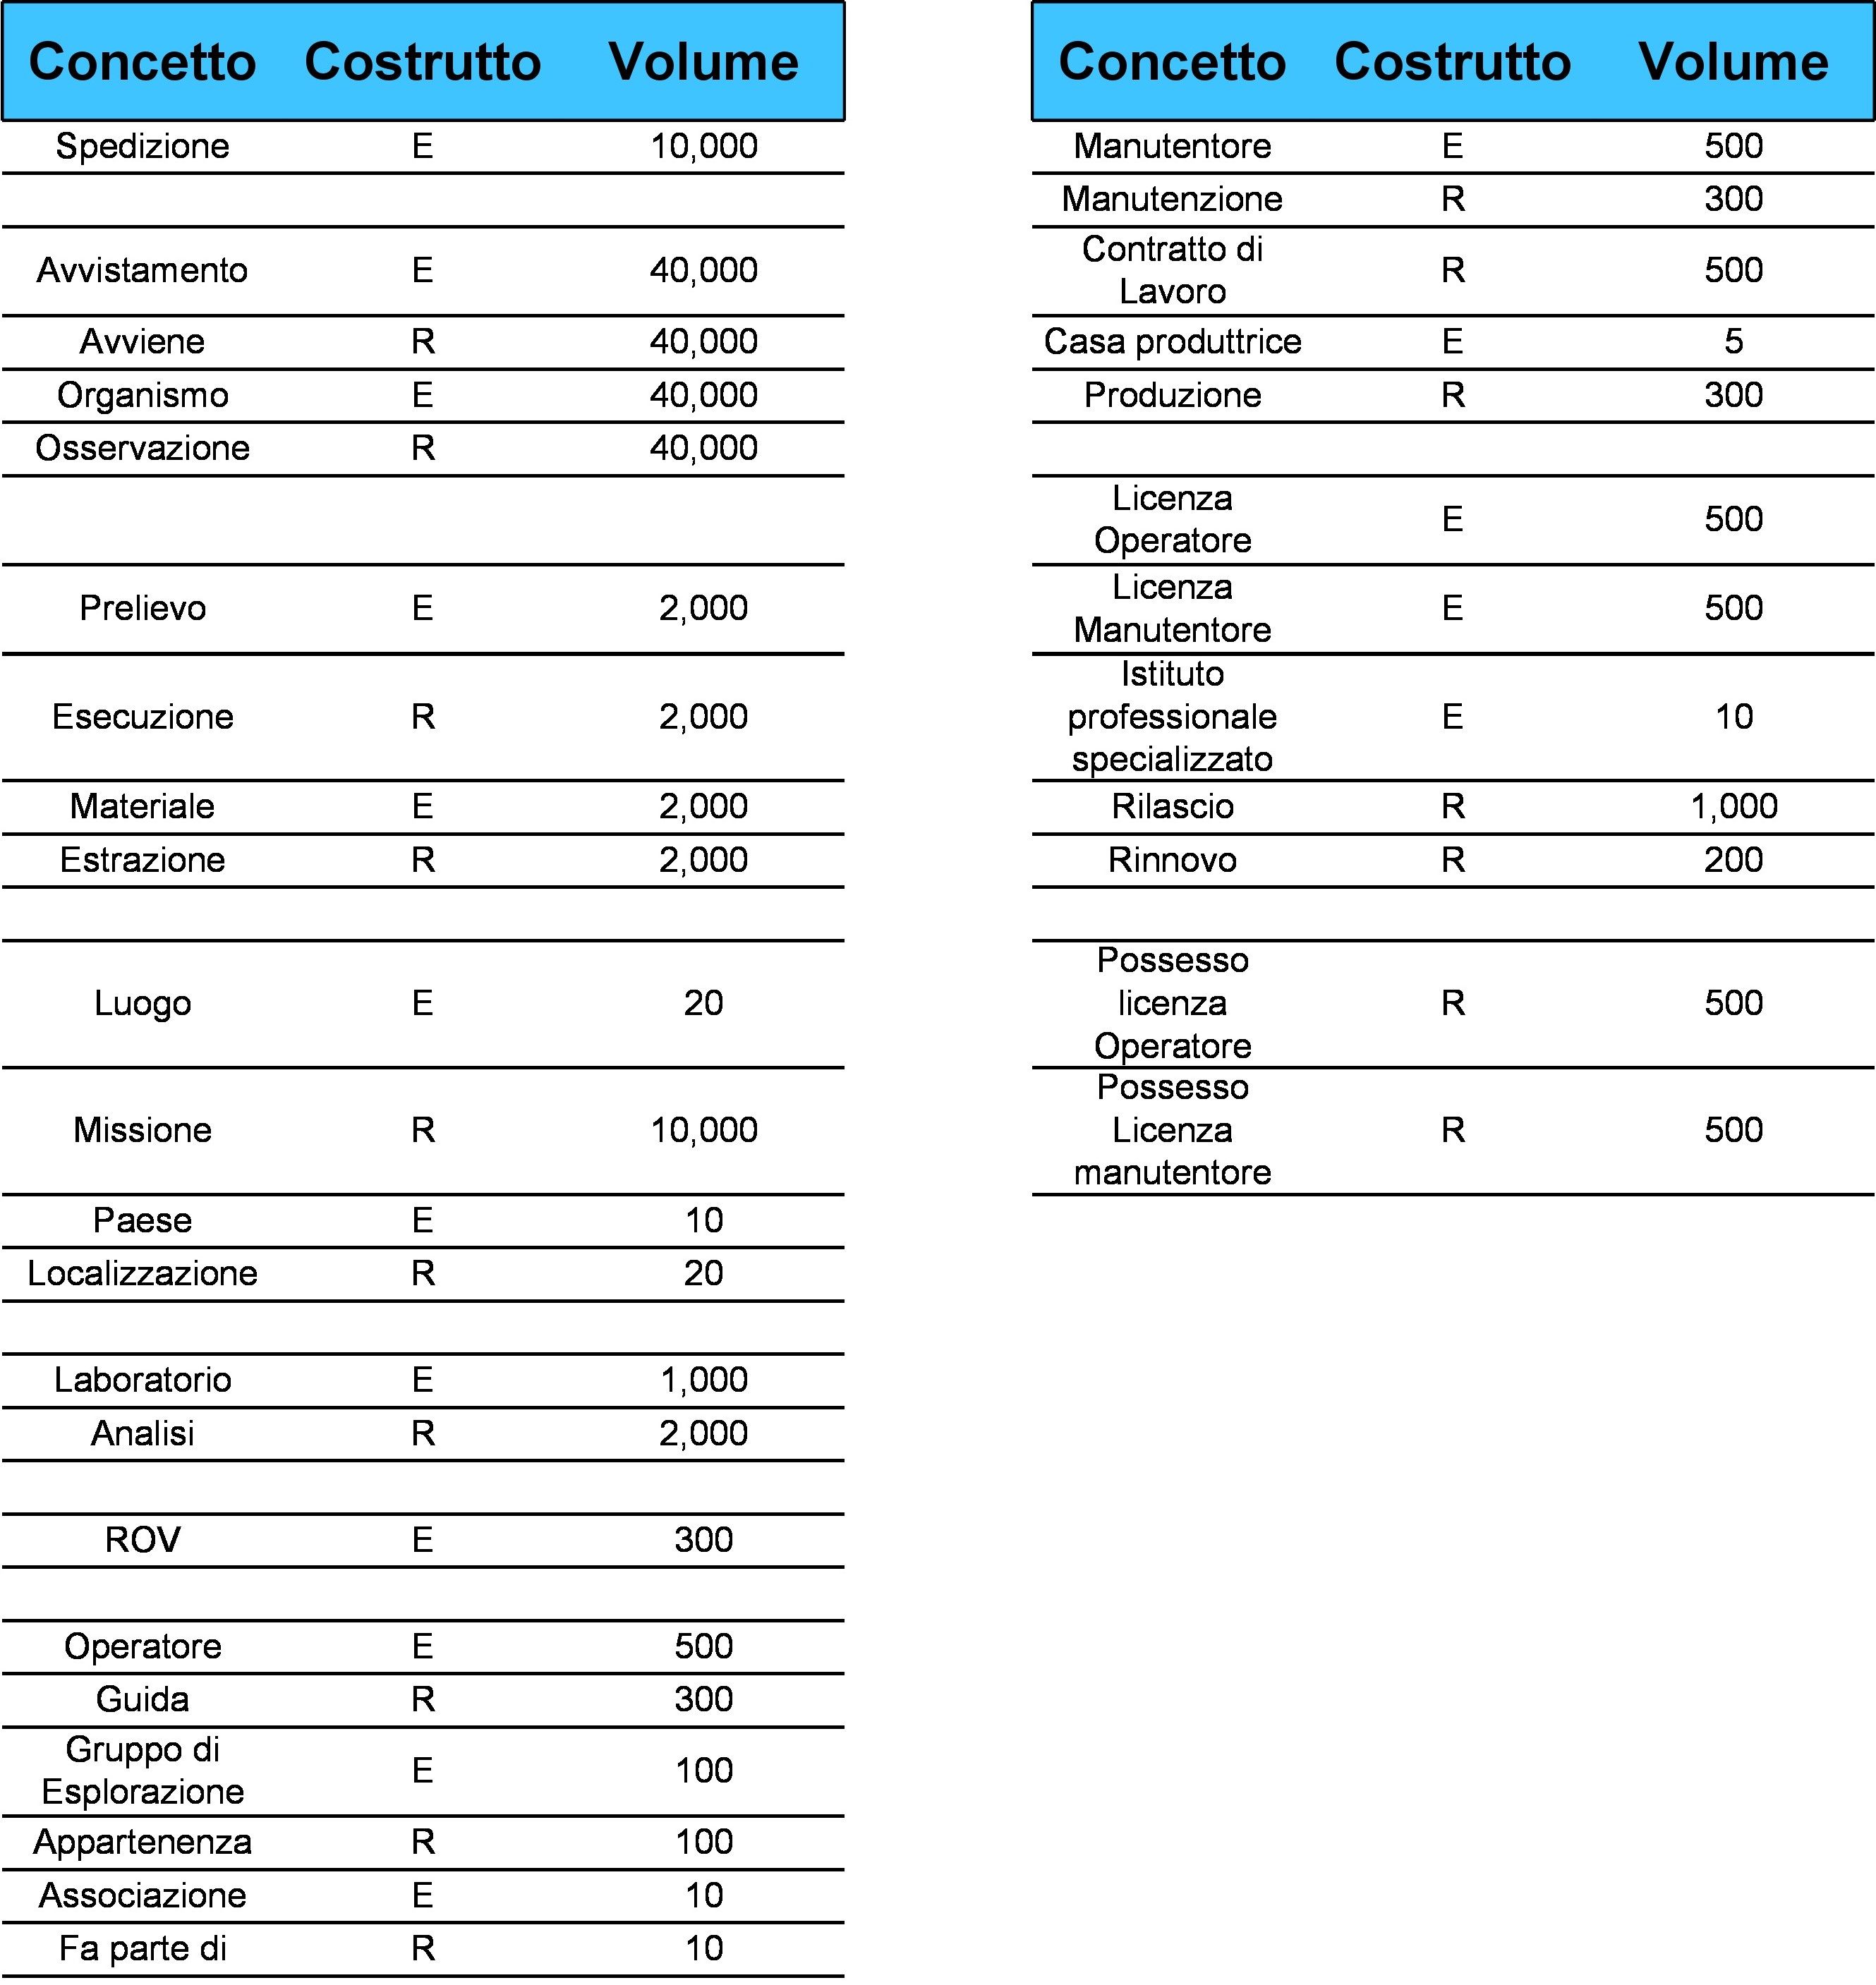 Concetto Costrutto Volume
Spedizione E 10,000
Avvistamento E 40,000
Avviene R 40,000
Organismo E 40,000
Osservazione R 40,000
Prelievo E 2,000
Esecuzione R 2,000
Materiale E 2,000
Estrazione R 2,000
Luogo E 20
Missione R 10,000
Paese E 10
Localizzazione R 20
Laboratorio E 1,000
Analisi R 2,000
ROV E 300
Operatore E 500
Guida R 300
Gruppo di
Esplorazione E 100
Appartenenza R 100
Associazione E 10
Fa parte di R 10
Concetto Costrutto Volume
Manutentore E 500
Manutenzione R 300
Contratto di
Lavoro R 500
Casa produttrice E 5
Produzione R 300
Licenza
Operatore E 500
Licenza
Manutentore E 500
Istituto
professionale E 10
specializzato
Rilascio R 1,000
Rinnovo R 200
Possesso
licenza R 500
Operatore
Possesso
Licenza R 500
manutentore